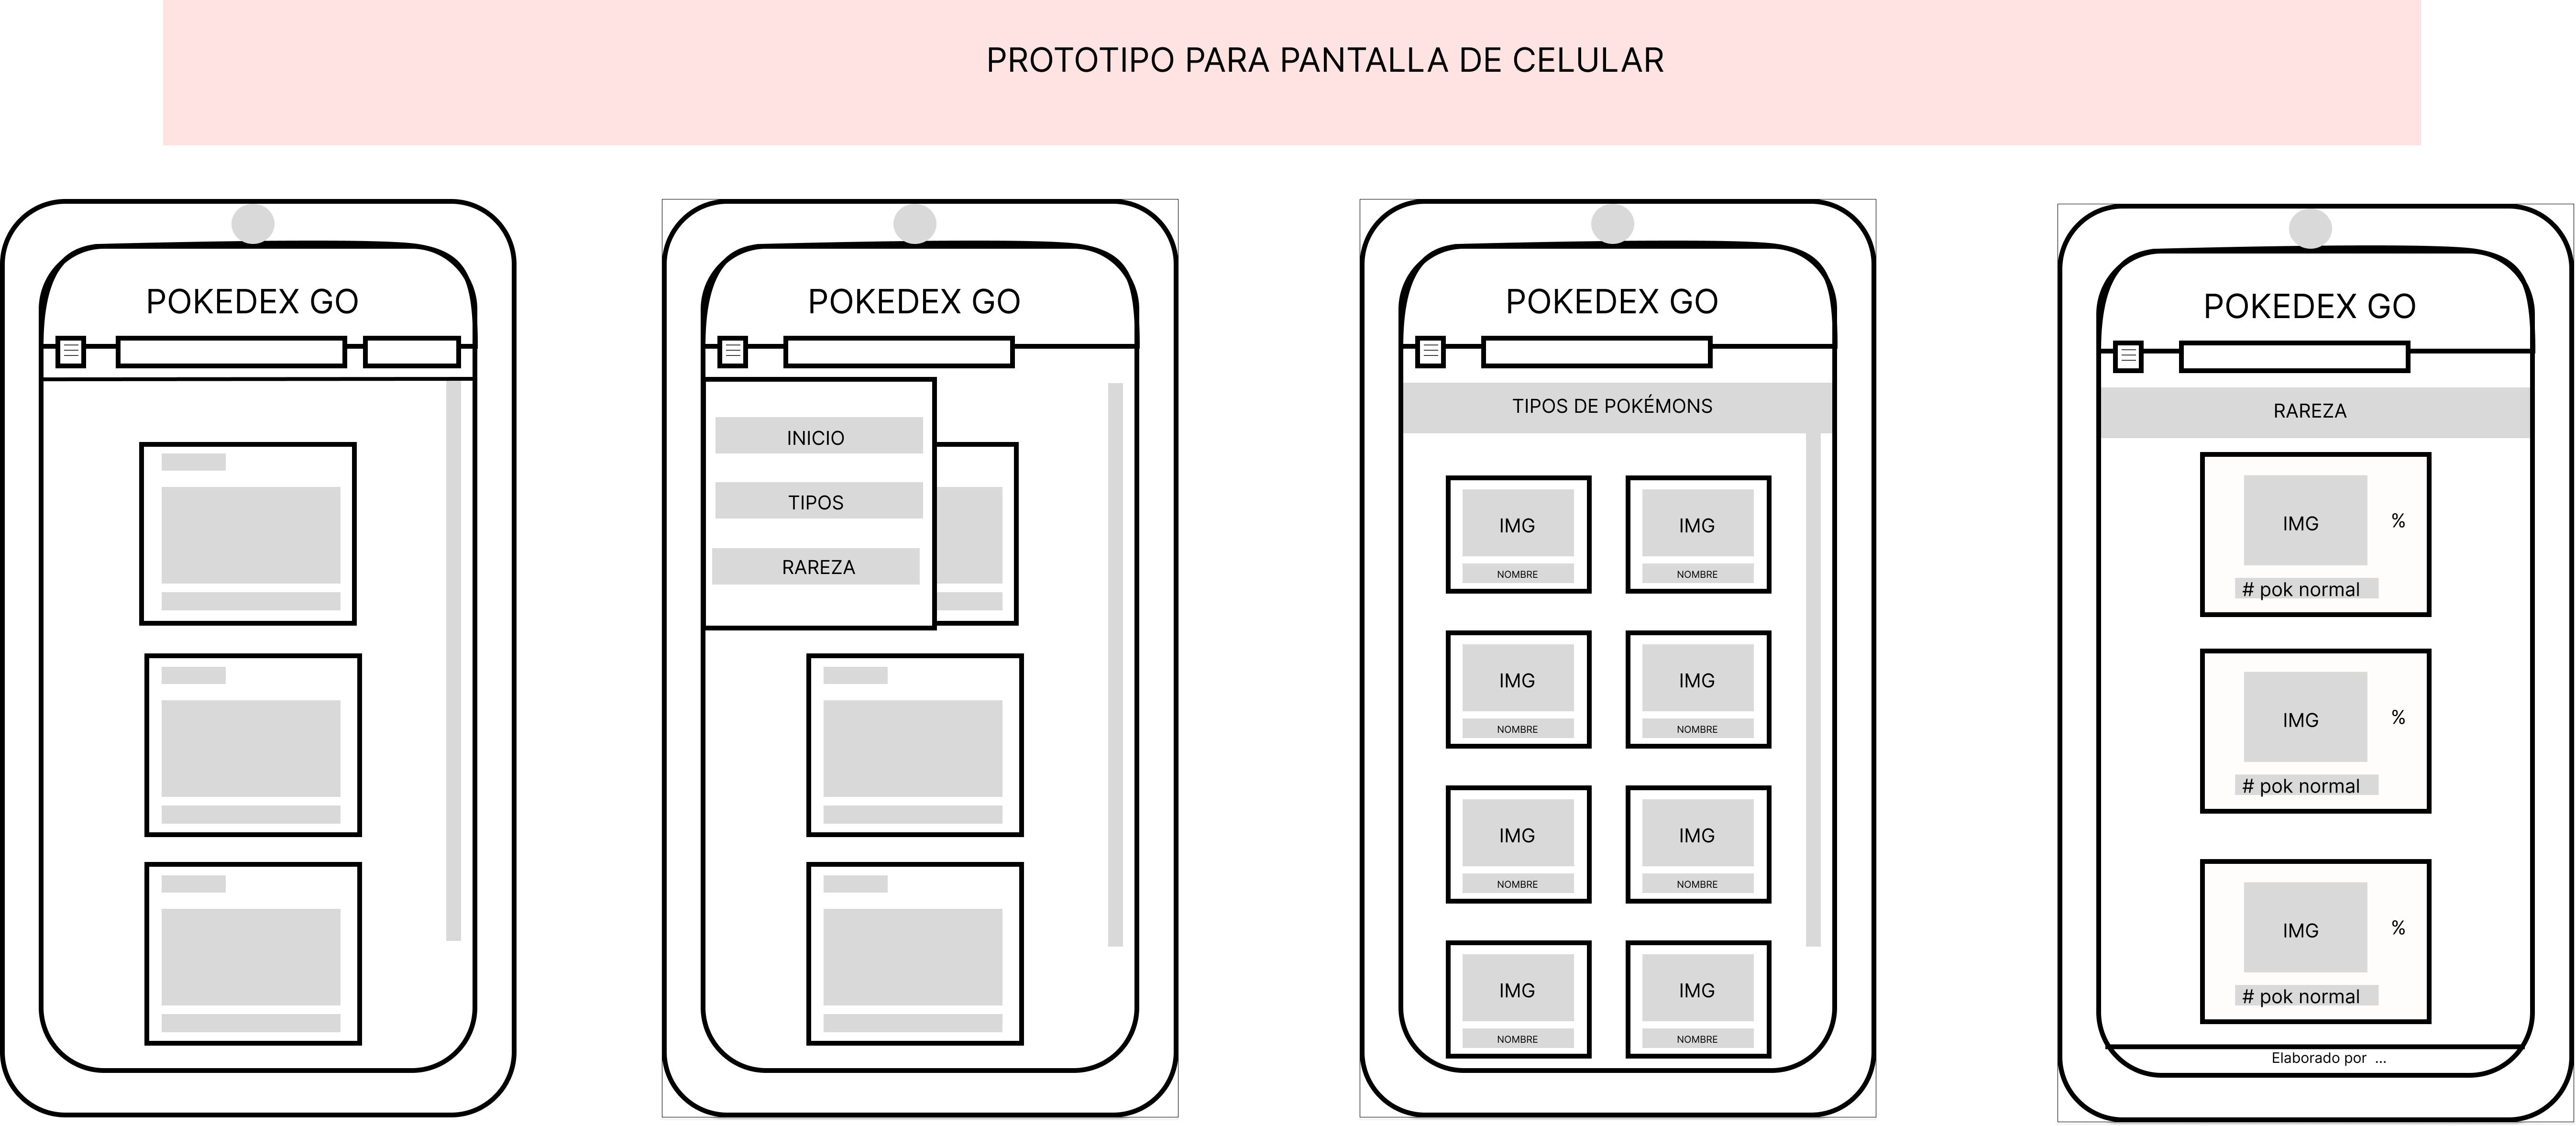 PROTOTIPO PARA PANTALLA DE CELULAR
POKEDEX GO
POKEDEX GO
INICIO
TIPOS
RAREZA
POKEDEX GO
TIPOS DE POKÉMONS
IMG
IMG
NOMBRE
NOMBRE
IMG
IMG
NOMBRE
NOMBRE
IMG
IMG
NOMBRE
NOMBRE
IMG
IMG
NOMBRE
NOMBRE
POKEDEX GO
RAREZA
IMG
%
# pok normal
IMG
%
# pok normal
IMG
%
# pok normal
Elaborado por ...